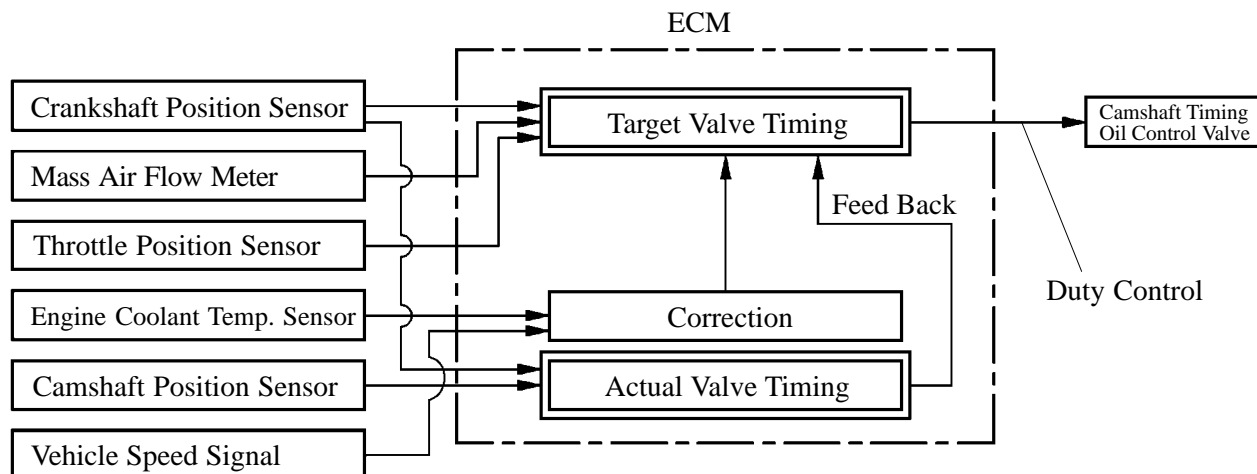 ECM
Crankshaft Position Sensor
Mass Air Flow Meter
Throttle Position Sensor
Engine Coolant Temp. Sensor
Camshaft Position Sensor
Vehicle Speed Signal
Target Valve Timing
Feed Back
Correction
Actual Valve Timing
Camshaft Timing
Oil Control Valve
Duty Control